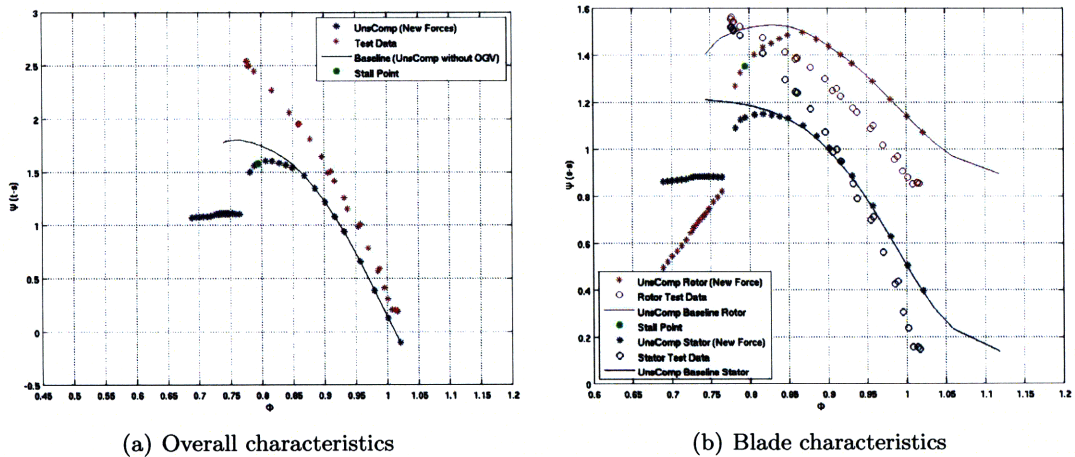 UnsComp (New Forces)
Test Data
Baseline (UnsComp without OGV)
Stall Point
3
2.5
2
1.5
1
0.5
0
-0.5
Ψ (t-s)
0.45 0.5 0.55 0.6 0.65 0.7 0.75 0.8 0.85 0.9 0.95 1 1.05 1.1 1.15 1.2
Φ
(a) Overall characteristics
1.6
1.4
1.2
1
0.8
0.6
0.4
0.2
0
Ψ (s-s)
UnsComp Rotor (New Force)
Rotor Test Data
UnsComp Baseline Rotor
Stall Point
UnsComp Stator (New Force)
Stator Test Data
UnsComp Baseline Stator
0.6 0.65 0.7 0.75 0.8 0.85 0.9 0.95 1 1.05 1.1 1.15 1.2
Φ
(b) Blade characteristics